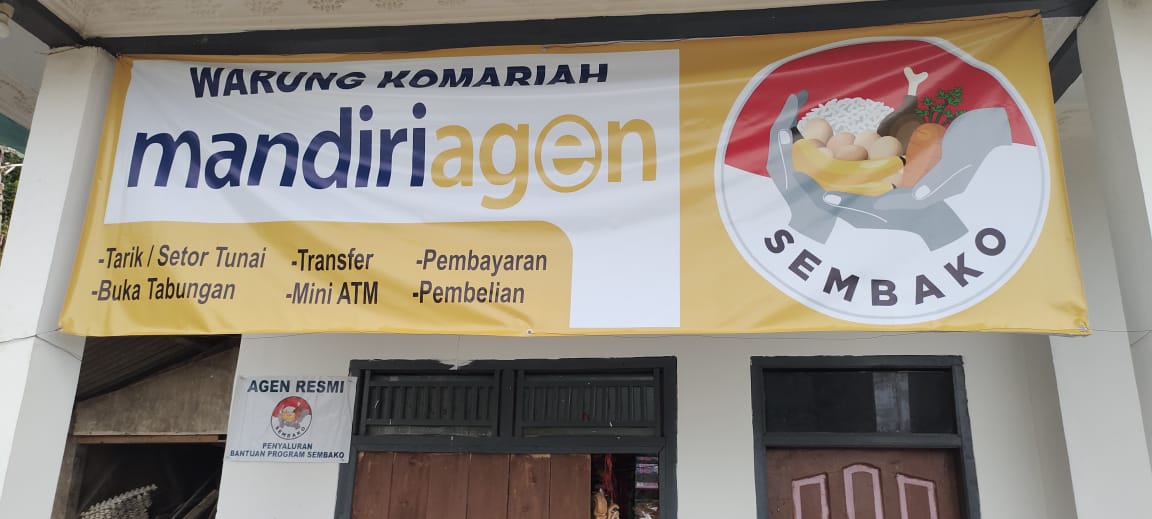 WARUNG KOMARIAH
mandiriagen
-Tarik / Setor Tunai -Transfer -Pembayaran
-Buka Tabungan -Mini ATM -Pembelian
SEMBAKO
AGEN RESMI
SEMBAKO
PENYALURAN
BANTUAN PROGRAM SEMBAKO